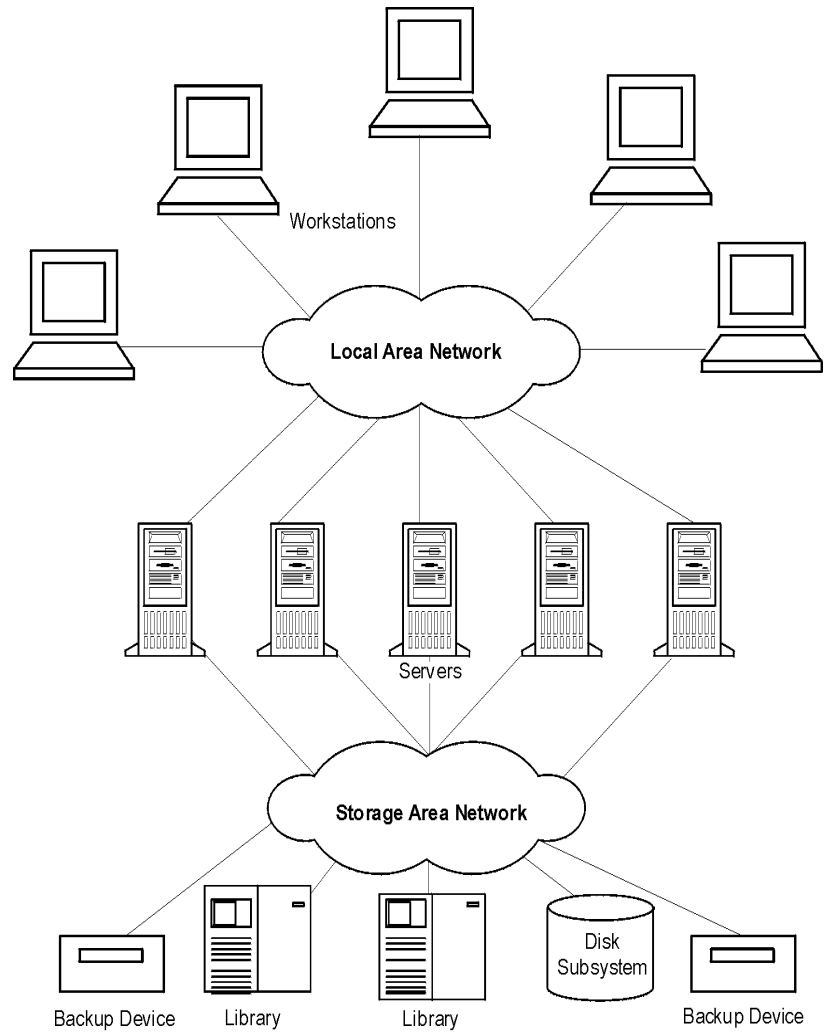 Workstations
Local Area Network
Servers
Storage Area Network
Disk
Subsystem
Backup Device
Library
Library
Backup Device